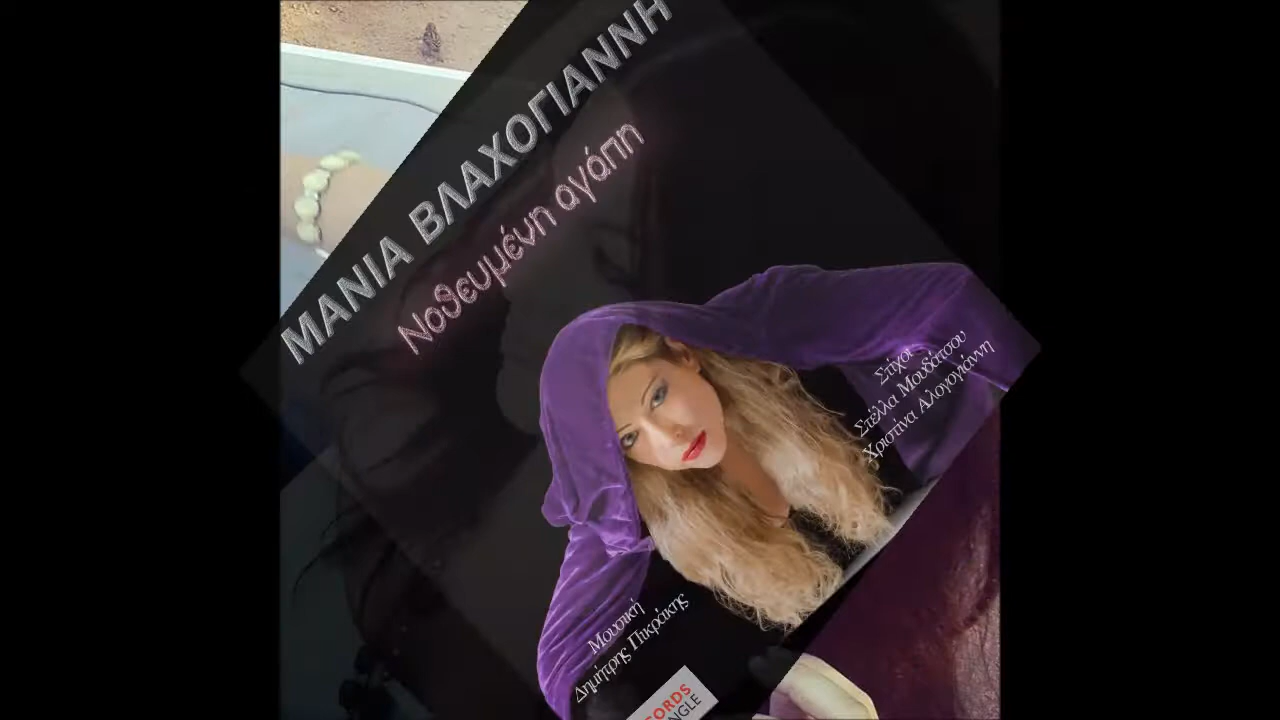 ΜΑΝΙΑ ΒΛΑΧΟΓΙΑΝΝΗ
Νοθευμένη αγάπη
Στίχοι
Στέλλα Μουδάτσου
Χριστίνα Αλογογιάννη
Μουσική
Δημήτρης Πικράκης